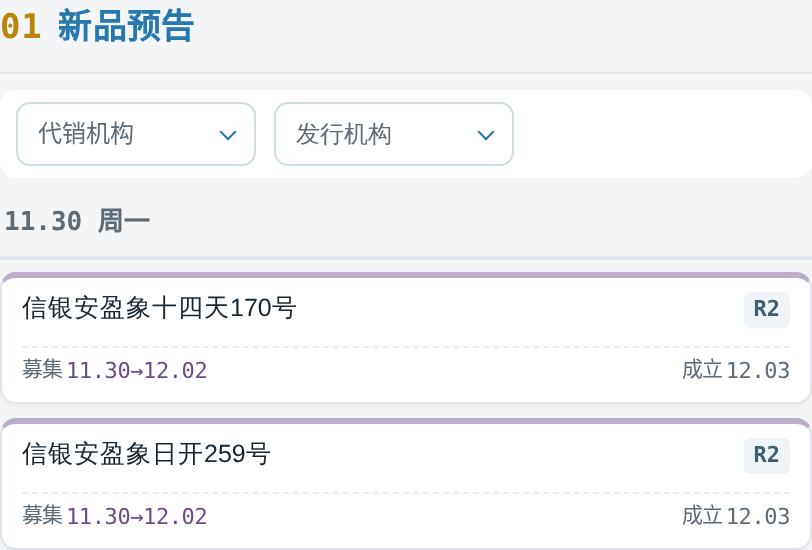 01 新品预告
代销机构 发行机构
11.30 周一
信银安盈象十四天170号 R2
募集 11.30→12.02 成立 12.03
信银安盈象日开259号 R2
募集 11.30→12.02 成立 12.03